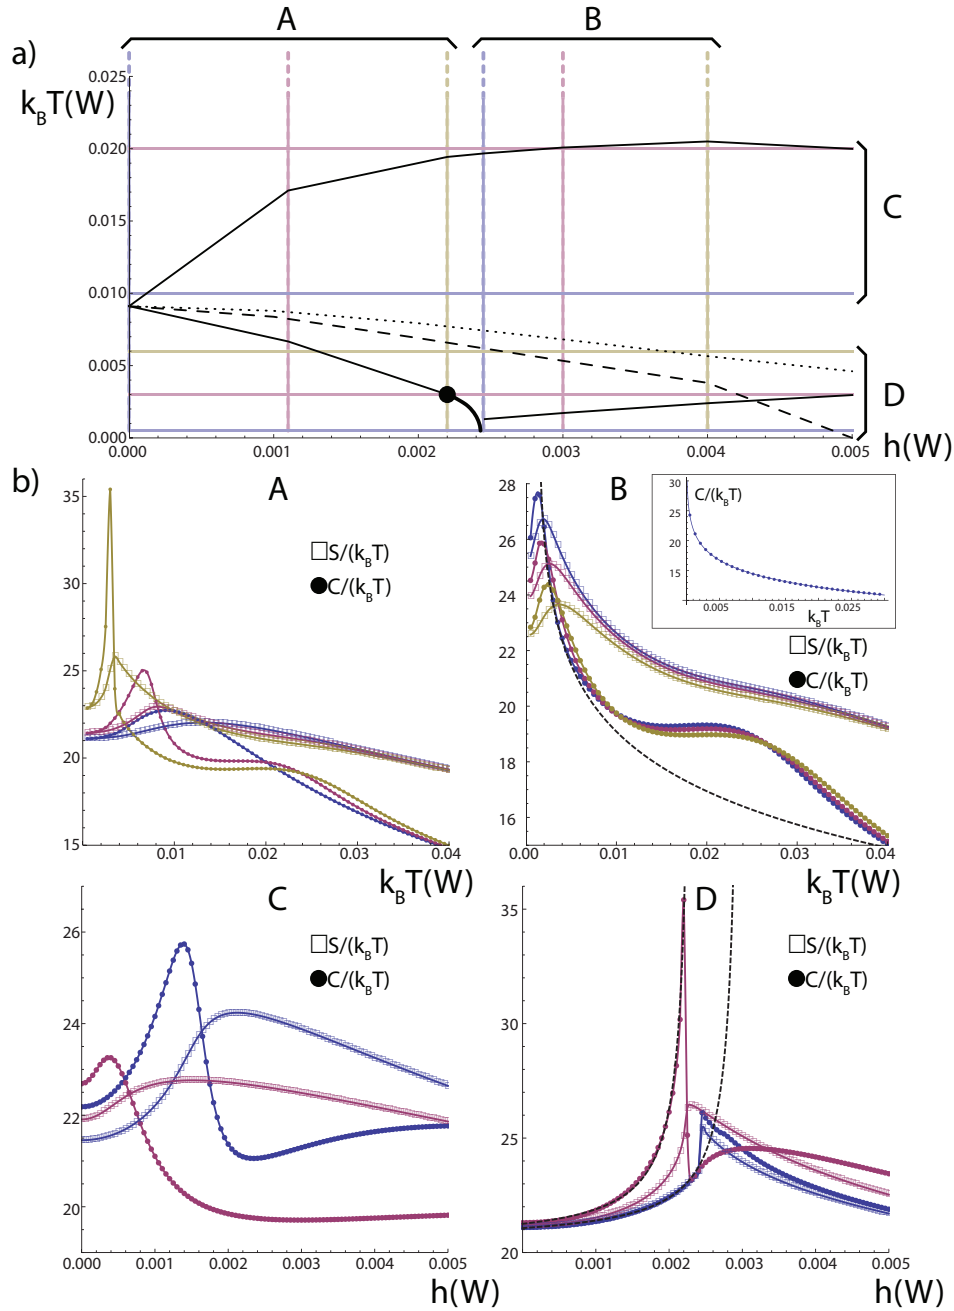 A B
a)
k_BT(W)
0.025
0.020
0.015
0.010
0.005
0.000
C
D
0.000 0.001 0.002 0.003 0.004 0.005
h(W)
b)
A
35
30
25
20
15
□S/(k_BT)
●C/(k_BT)
0.01 0.02 0.03 0.04
k_BT(W)
B
28
26
24
22
20
18
16
C/(k_BT)
30
25
20
15
0.005 0.015 0.025
k_BT
□S/(k_BT)
●C/(k_BT)
0.00 0.01 0.02 0.03 0.04
k_BT(W)
C
26
24
22
20
19
□S/(k_BT)
●C/(k_BT)
0.000 0.001 0.002 0.003 0.004 0.005
h(W)
D
35
30
25
20
□S/(k_BT)
●C/(k_BT)
0.001 0.002 0.003 0.004 0.005
h(W)